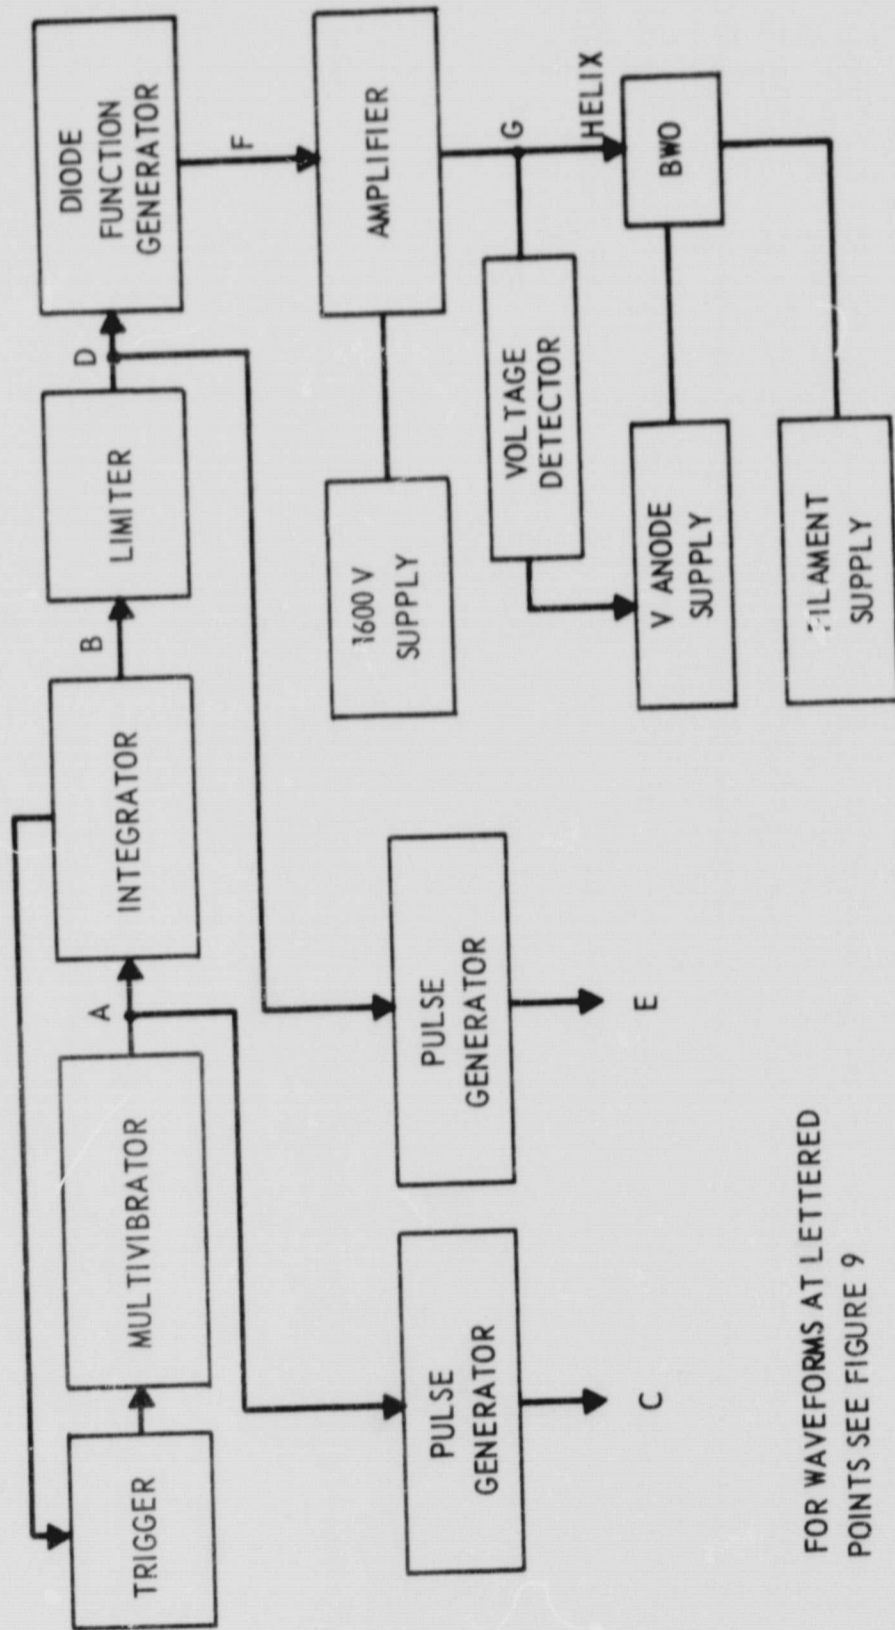 TRIGGER
MULTIVIBRATOR
A
INTEGRATOR
B
LIMITER
D
DIODE
FUNCTION
GENERATOR
F
PULSE
GENERATOR
C
PULSE
GENERATOR
E
1600 V
SUPPLY
AMPLIFIER
G
VOLTAGE
DETECTOR
HELIX
V ANODE
SUPPLY
BWO
FILAMENT
SUPPLY
FOR WAVEFORMS AT LETTERED
POINTS SEE FIGURE 9